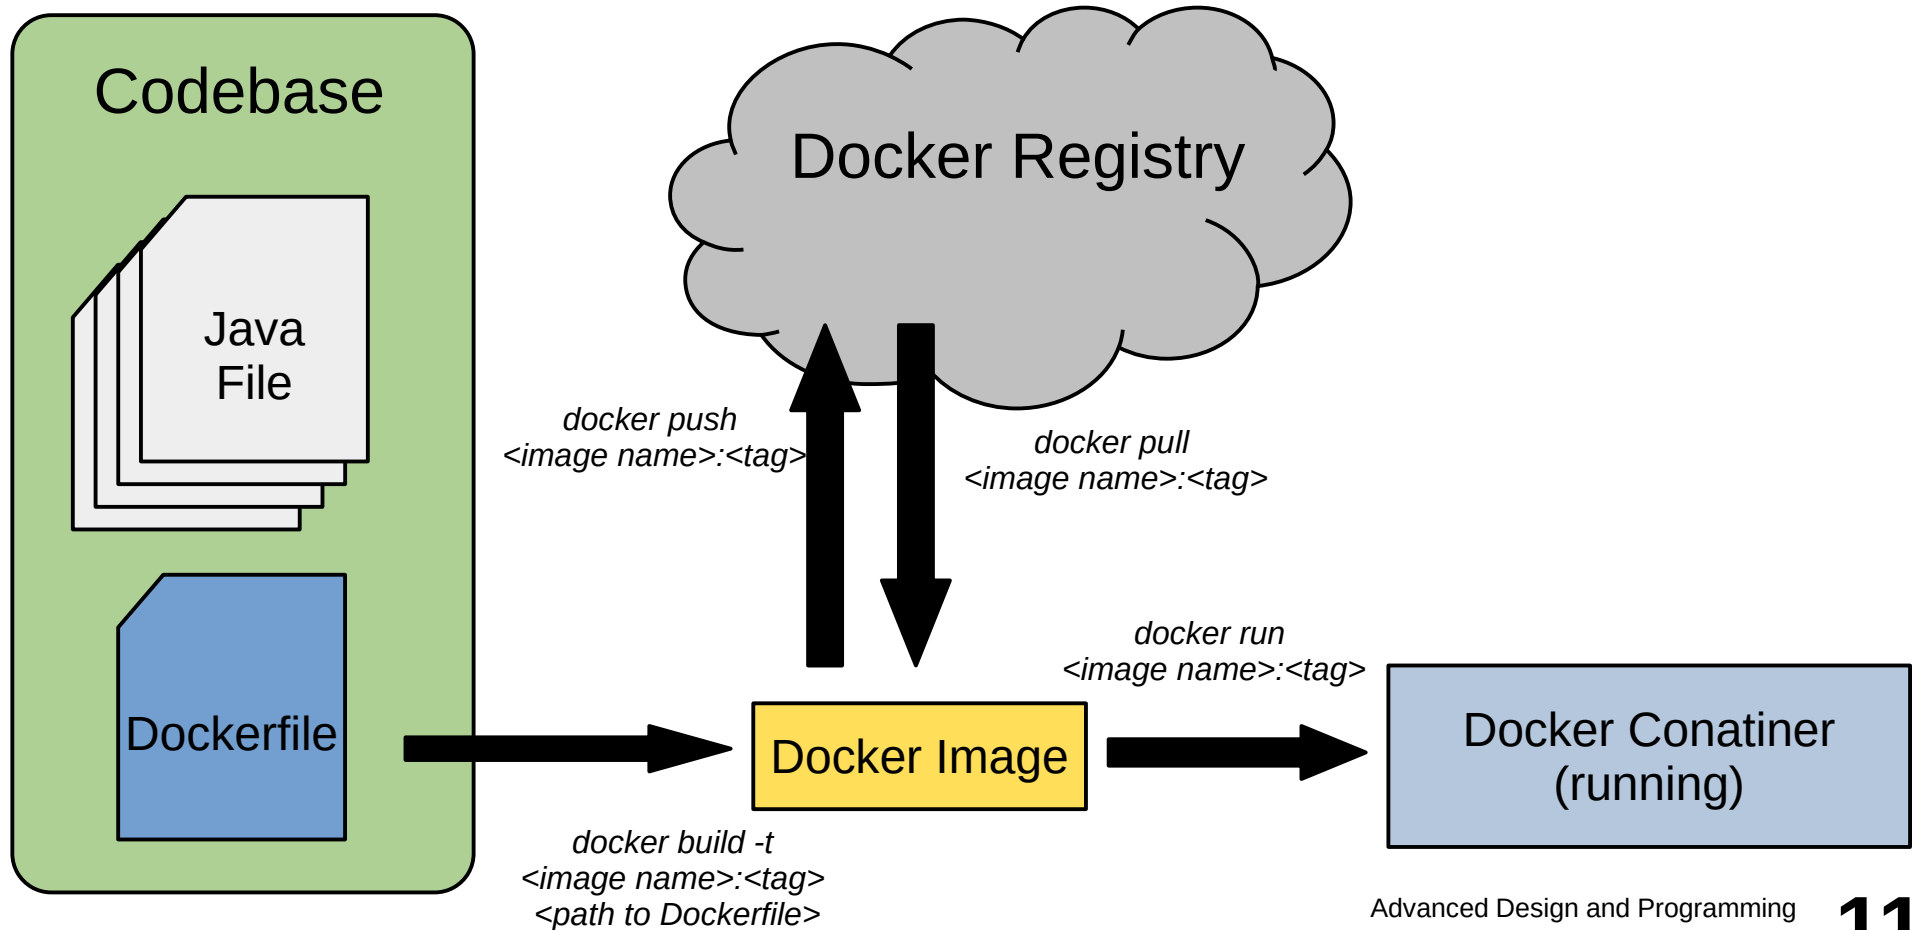 Codebase
Java
File
Dockerfile
Docker Registry
docker push
<image name>:<tag>
docker pull
<image name>:<tag>
docker run
<image name>:<tag>
Docker Image
Docker Conatiner
(running)
docker build -t
<image name>:<tag>
<path to Dockerfile>
Advanced Design and Programming
11